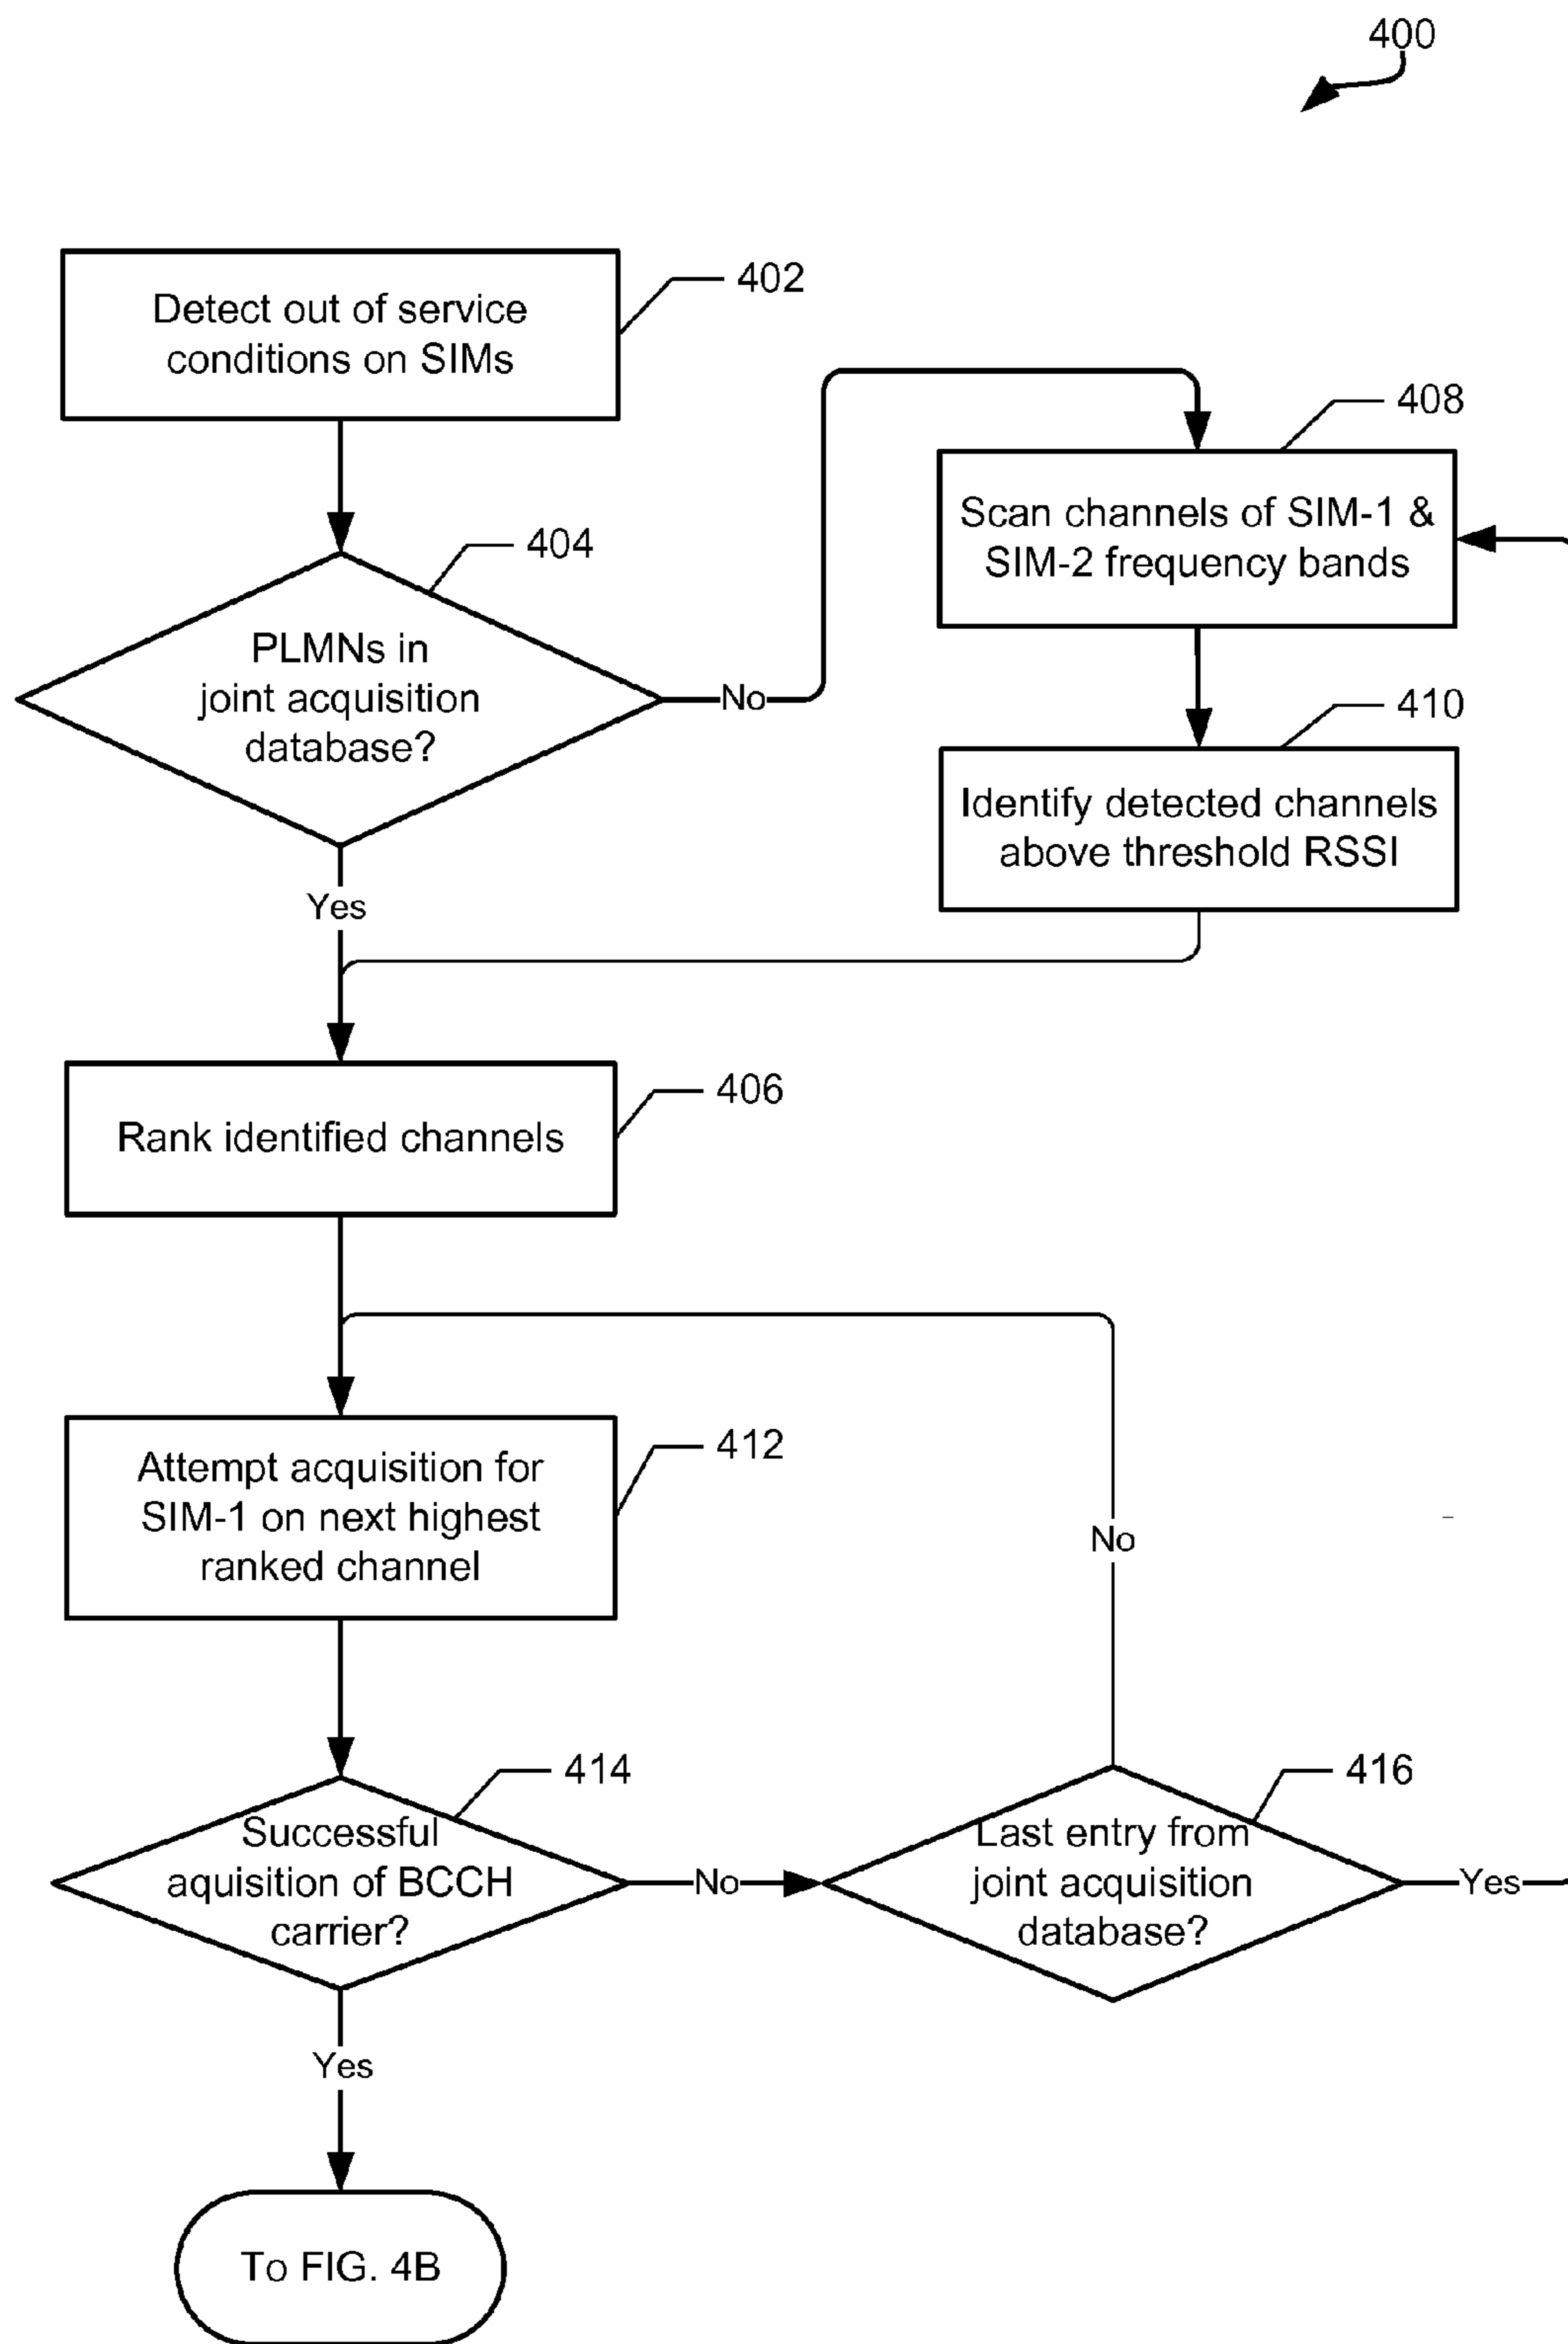 400
Detect out of service
conditions on SIMs
402
404
PLMNs in
joint acquisition
database?
No
Yes
408
Scan channels of SIM-1 &
SIM-2 frequency bands
410
Identify detected channels
above threshold RSSI
Rank identified channels
406
Attempt acquisition for
SIM-1 on next highest
ranked channel
412
No
414
Successful
aquisition of BCCH
carrier?
No
416
Last entry from
joint acquisition
database?
Yes
Yes
To FIG. 4B